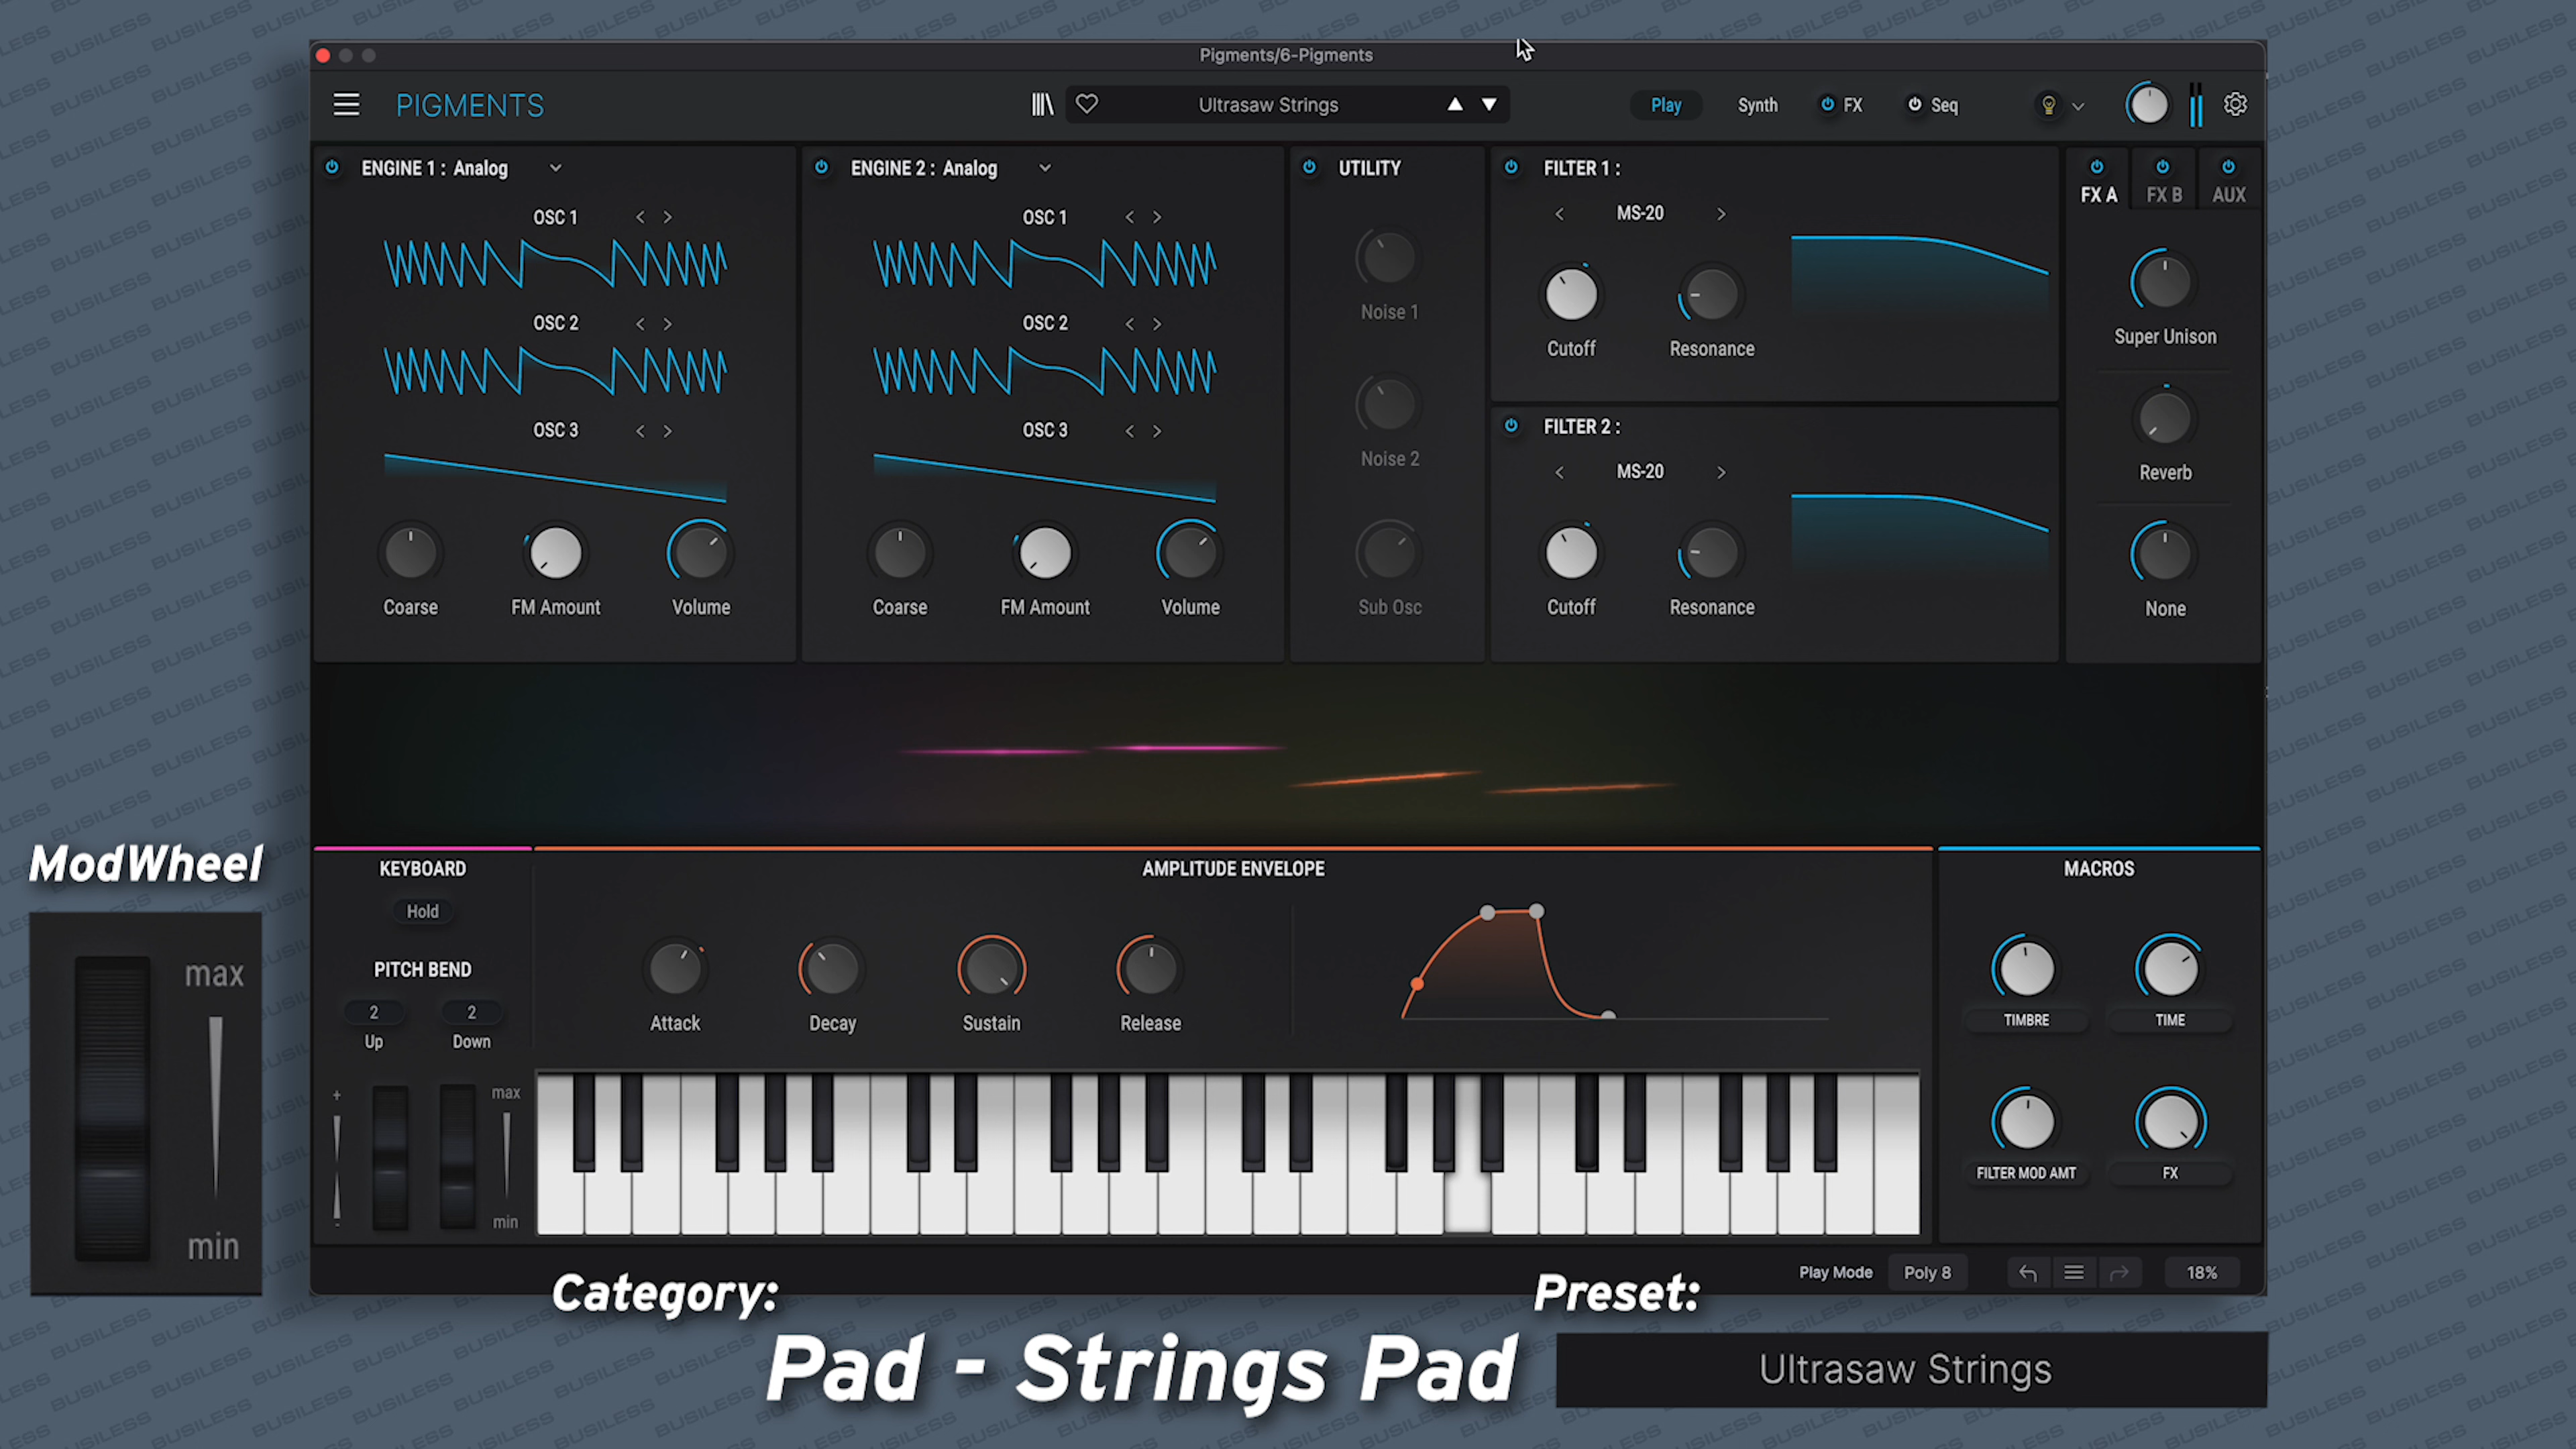 Pigments/6-Pigments
PIGMENTS
Ultrasaw Strings
Play
Synth
FX
Seq
ENGINE 1 : Analog
ENGINE 2 : Analog
UTILITY
FILTER 1 :
FX A
FX B
AUX
OSC 1
OSC 1
MS-20
Noise 1
Cutoff
Resonance
Super Unison
OSC 2
OSC 2
OSC 3
OSC 3
Noise 2
FILTER 2 :
MS-20
Reverb
Coarse
FM Amount
Volume
Coarse
FM Amount
Volume
Sub Osc
Cutoff
Resonance
None
ModWheel
max
min
KEYBOARD
Hold
PITCH BEND
2
2
Up
Down
+
-
max
min
AMPLITUDE ENVELOPE
Attack
Decay
Sustain
Release
MACROS
TIMBRE
TIME
FILTER MOD AMT
FX
Play Mode
Poly 8
18%
Category:
Pad - Strings Pad
Preset:
Ultrasaw Strings
BUSILESS